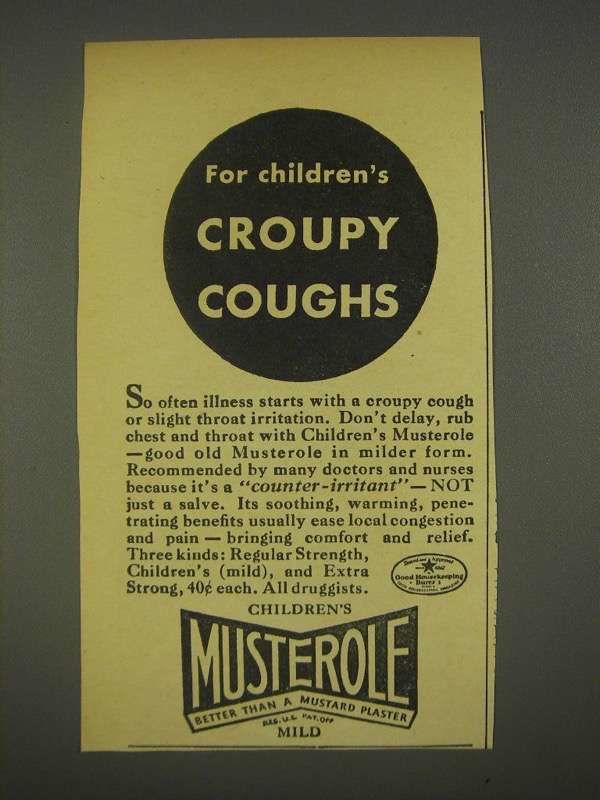 For children's
CROUPY
COUGHS
So often illness starts with a croupy cough
or slight throat irritation. Don't delay, rub
chest and throat with Children's Musterole
—good old Musterole in milder form.
Recommended by many doctors and nurses
because it's a "counter-irritant"—NOT
just a salve. Its soothing, warming, pene-
trating benefits usually ease local congestion
and pain — bringing comfort and relief.
Three kinds: Regular Strength,
Children's (mild), and Extra
Strong, 40¢ each. All druggists.
Good Housekeeping
CHILDREN'S
MUSTEROLE
BETTER THAN A MUSTARD PLASTER
REG. U.S. PAT. OFF
MILD